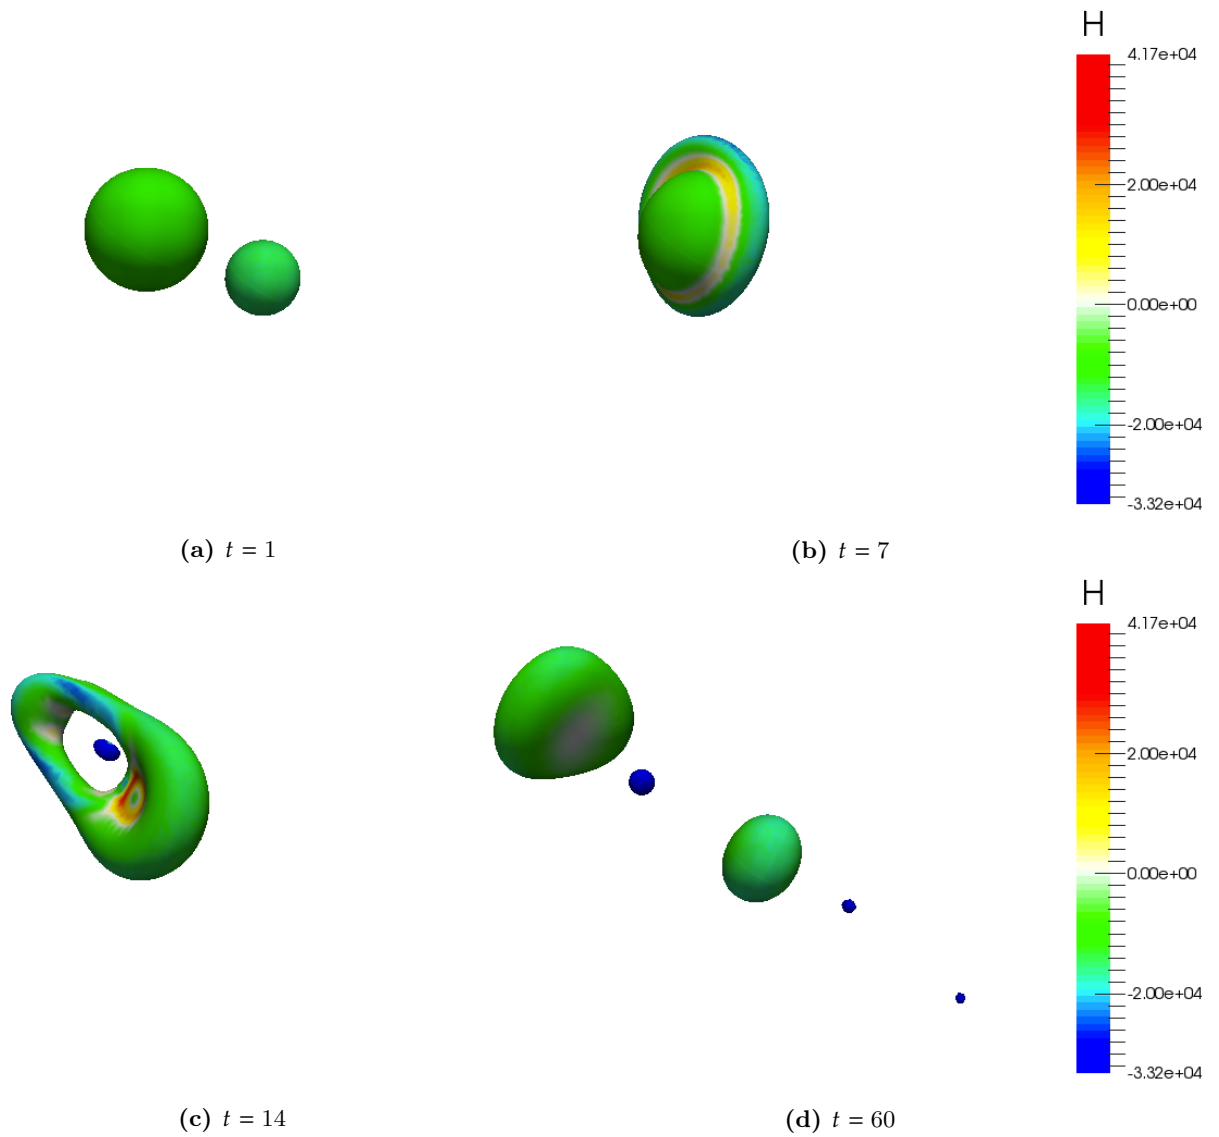 H
4.17e+04
2.00e+04
0.00e+00
-2.00e+04
-3.32e+04
(a) t = 1
(b) t = 7
H
4.17e+04
2.00e+04
0.00e+00
-2.00e+04
-3.32e+04
(c) t = 14
(d) t = 60